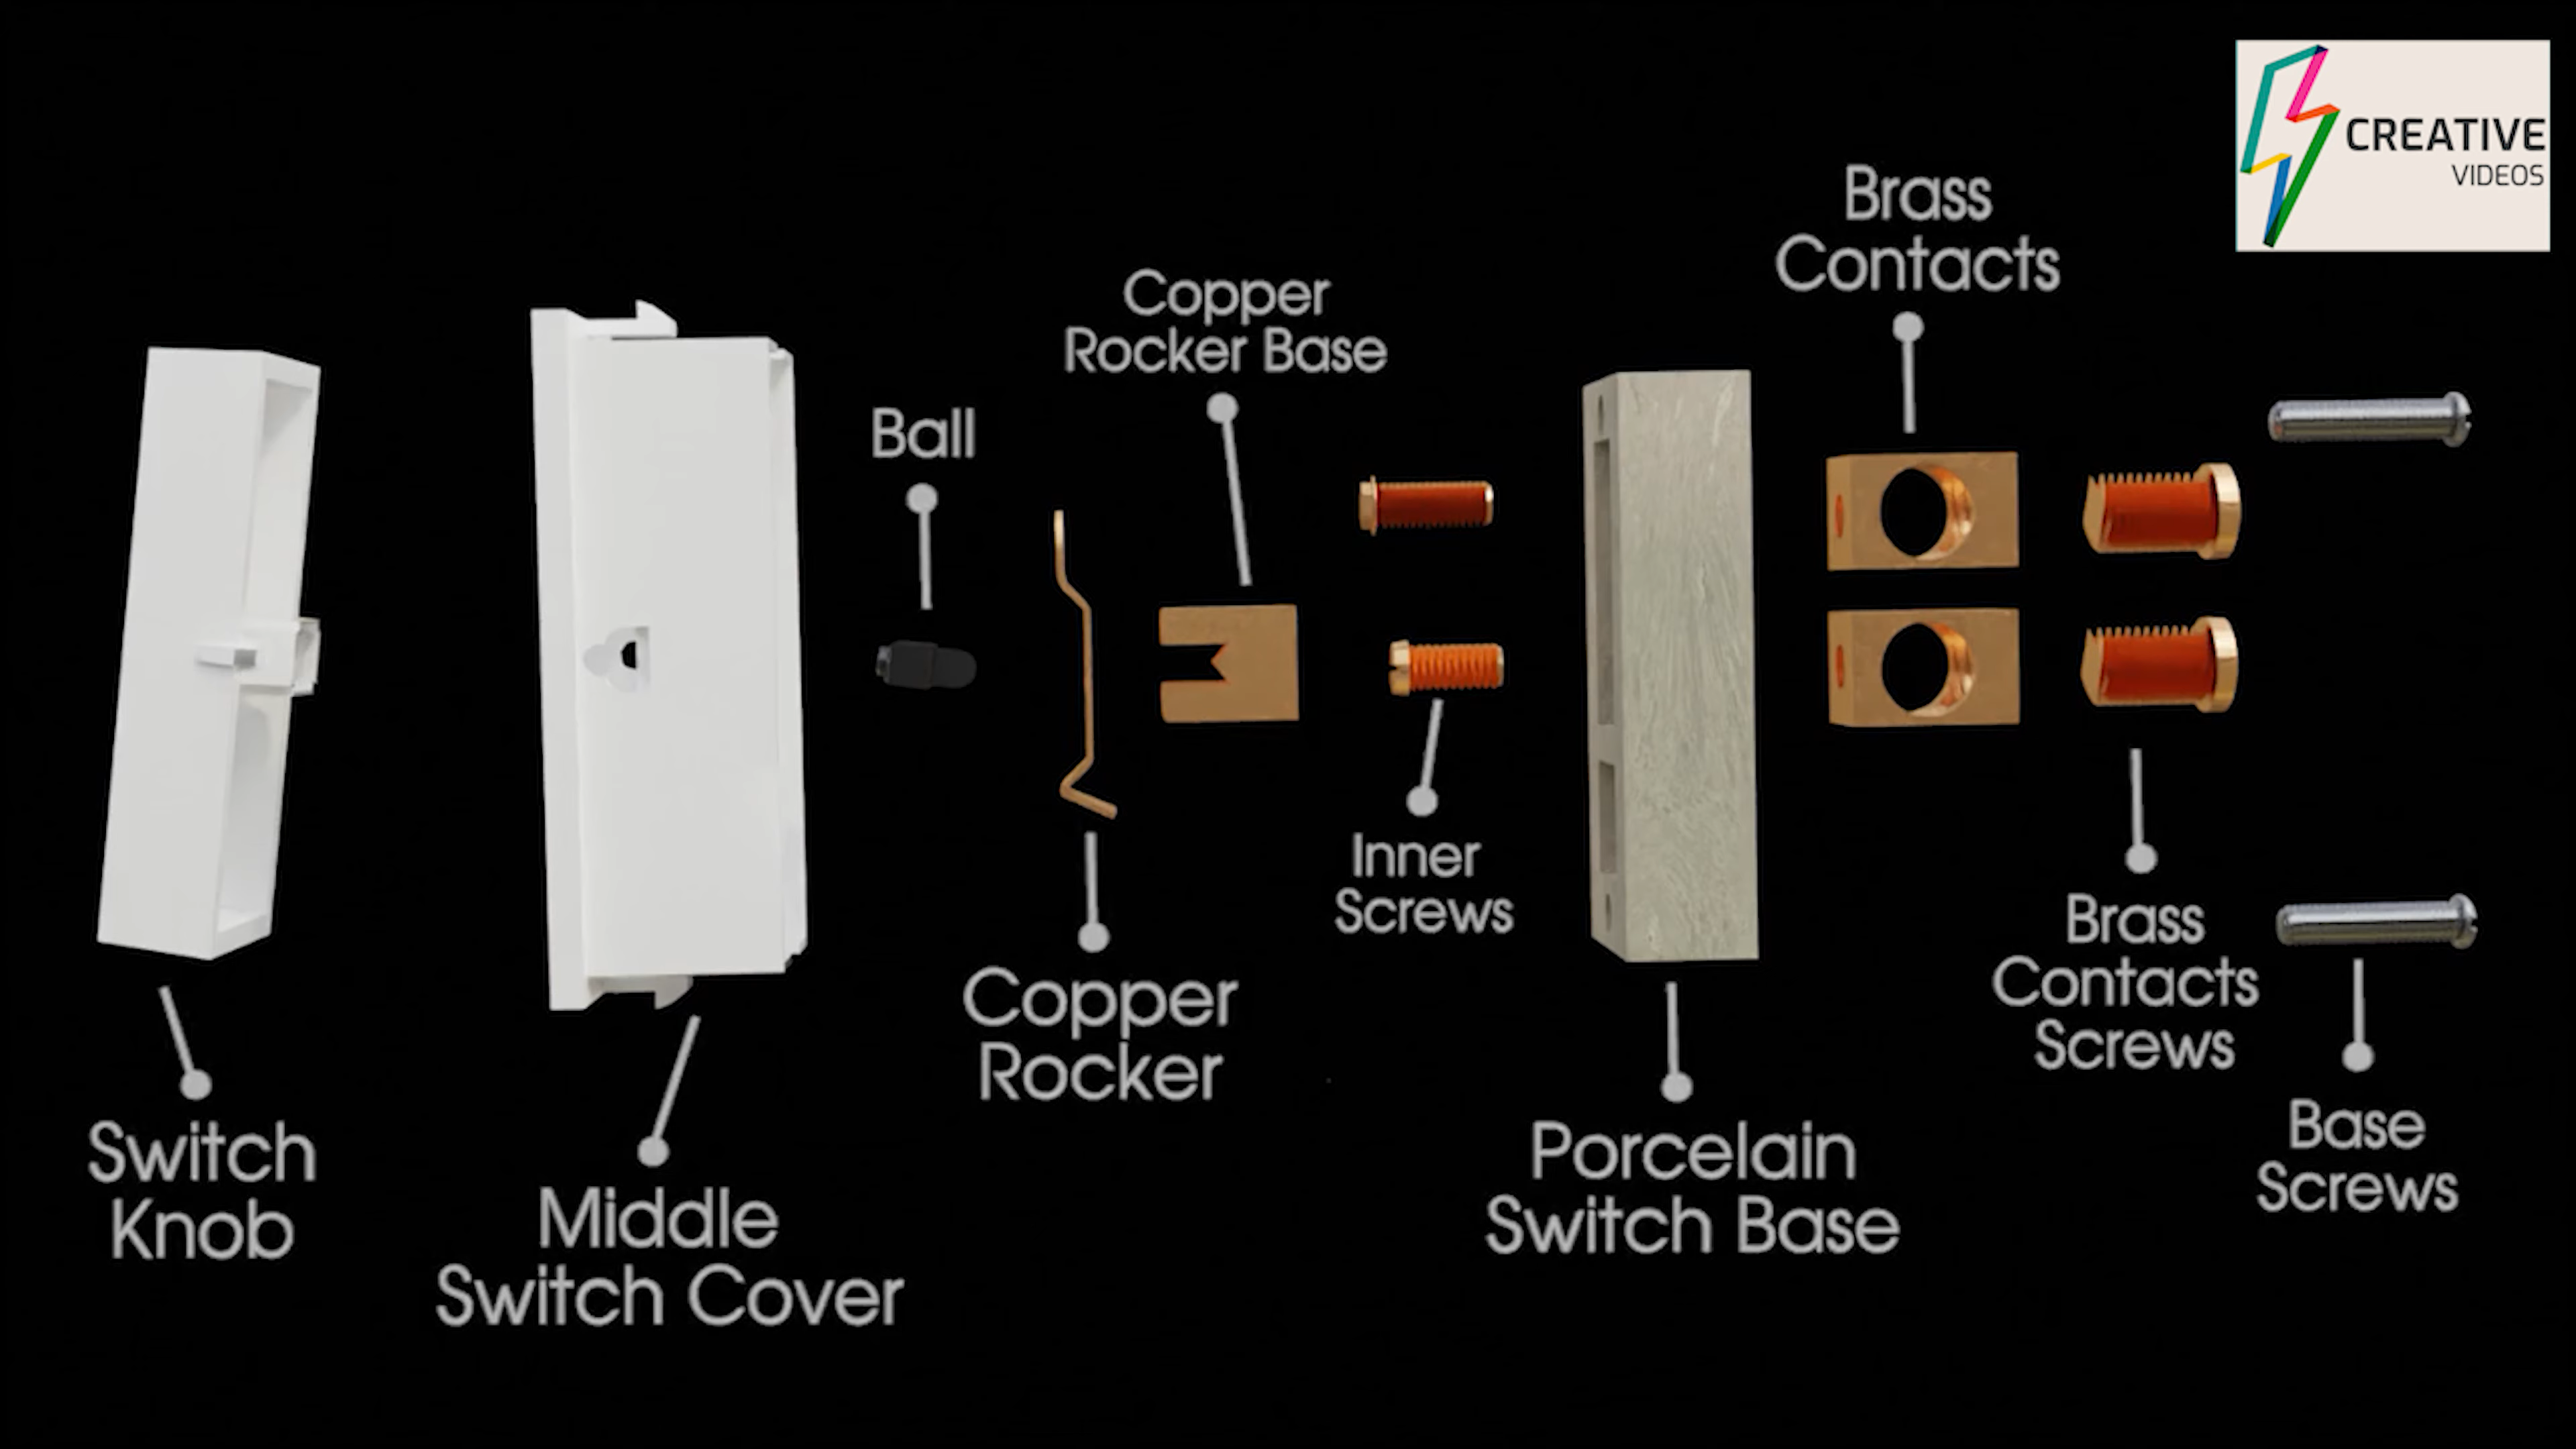 CREATIVE
VIDEOS
Brass
Contacts
Copper
Rocker Base
Ball
Inner
Screws
Copper
Rocker
Brass
Contacts
Screws
Base
Screws
Switch
Knob
Middle
Switch Cover
Porcelain
Switch Base